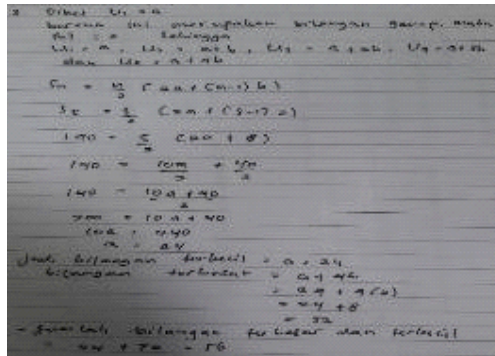 Diket U₁ = a
karena ini merupakan bilangan genap, maka
b = 2 sehingga
U₁ = a, U₂ = a+b, U₃ = a+2b, U₄ = a+3b
dan U₅ = a+4b
Sn = n/2 (2a + (n-1) b)
S5 = 5/2 (2a + (5-1) 2)
140 = 5/2 (2a + 8)
140 = 10a/2 + 40/2
140 = 10a + 40 / 2
280 = 10a + 40
10a = 240
a = 24
Jadi bilangan terkecil = a = 24
bilangan terbesar = a + 4b
= 24 + 4(2)
= 24 + 8
= 32
- Jumlah bilangan terbesar dan terkecil
= 24 + 32 = 56